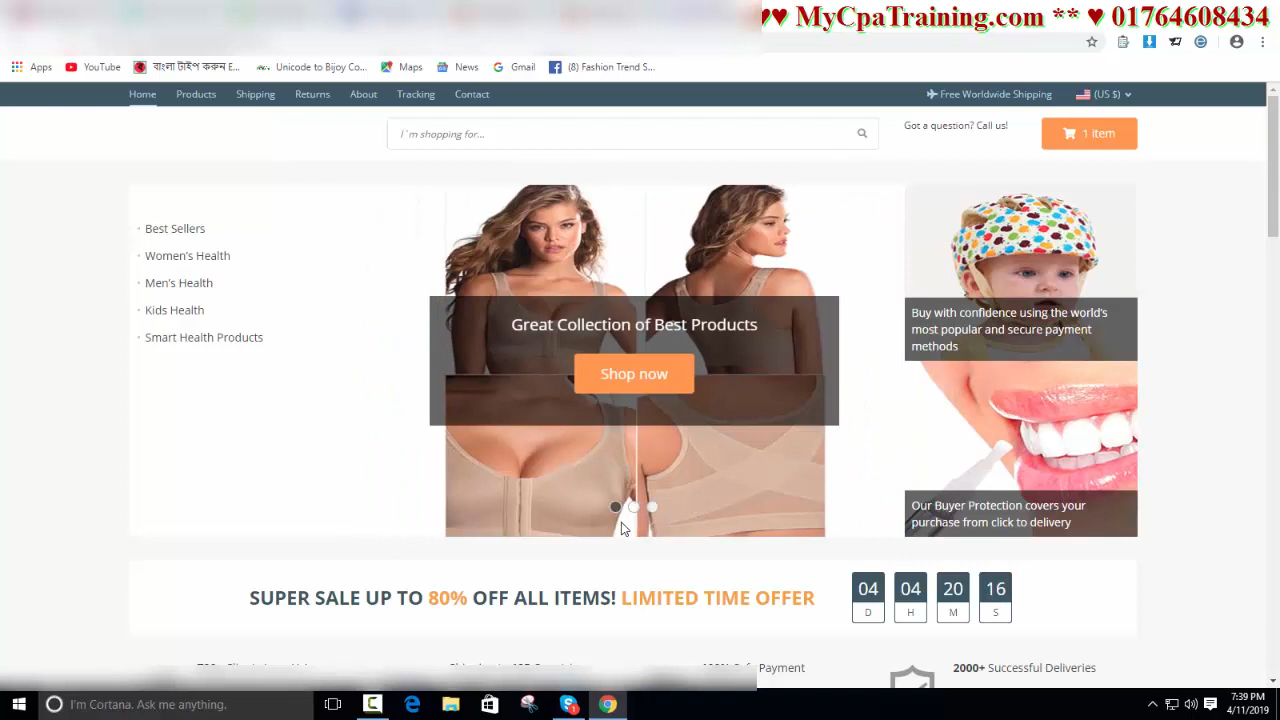 ♥♥ MyCpaTraining.com ** ♥ 01764608434
Apps YouTube বাংলা টাইপ করুন E... Unicode to Bijoy Co... Maps News Gmail (8) Fashion Trend S...
Home Products Shipping Returns About Tracking Contact Free Worldwide Shipping (US $)
I`m shopping for... Got a question? Call us! 1 item
Best Sellers
Women's Health
Men's Health
Kids Health
Smart Health Products
Great Collection of Best Products
Shop now
Buy with confidence using the world's
most popular and secure payment
methods
Our Buyer Protection covers your
purchase from click to delivery
SUPER SALE UP TO 80% OFF ALL ITEMS! LIMITED TIME OFFER
04 04 20 16
D H M S
Payment 2000+ Successful Deliveries
I'm Cortana. Ask me anything.
7:39 PM
4/11/2019